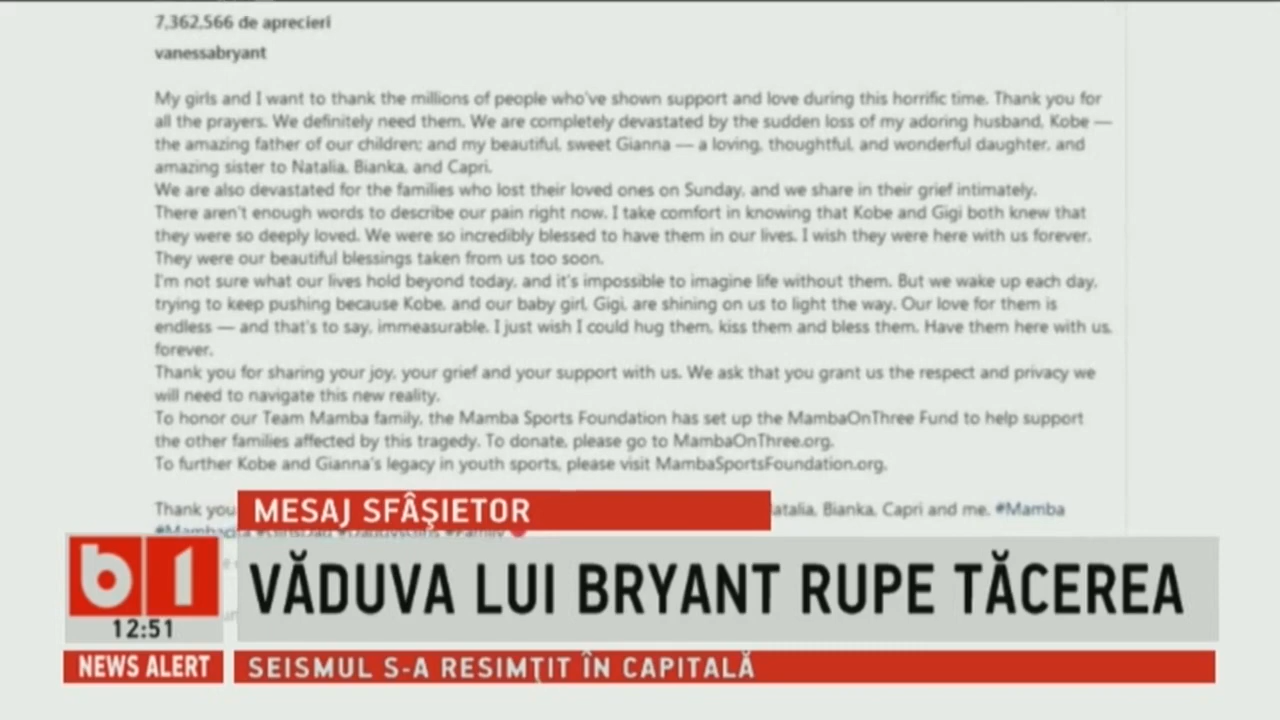 7,362,566 de aprecieri
vanessabryant
My girls and I want to thank the millions of people who've shown support and love during this horrific time. Thank you for
all the prayers. We definitely need them. We are completely devastated by the sudden loss of my adoring husband, Kobe —
the amazing father of our children; and my beautiful, sweet Gianna — a loving, thoughtful, and wonderful daughter, and
amazing sister to Natalia, Bianka, and Capri.
We are also devastated for the families who lost their loved ones on Sunday, and we share in their grief intimately.
There aren't enough words to describe our pain right now. I take comfort in knowing that Kobe and Gigi both knew that
they were so deeply loved. We were so incredibly blessed to have them in our lives. I wish they were here with us forever.
They were our beautiful blessings taken from us too soon.
I'm not sure what our lives hold beyond today, and it's impossible to imagine life without them. But we wake up each day,
trying to keep pushing because Kobe, and our baby girl, Gigi, are shining on us to light the way. Our love for them is
endless — and that's to say, immeasurable. I just wish I could hug them, kiss them and bless them. Have them here with us,
forever.
Thank you for sharing your joy, your grief and your support with us. We ask that you grant us the respect and privacy we
will need to navigate this new reality.
To honor our Team Mamba family, the Mamba Sports Foundation has set up the MambaOnThree Fund to help support
the other families affected by this tragedy. To donate, please go to MambaOnThree.org.
To further Kobe and Gianna's legacy in youth sports, please visit MambaSportsFoundation.org.
Thank you atalia, Bianka, Capri and me. #Mamba
#Mambacita #GirlsDad #DaddysGirls #Family
MESAJ SFÂŞIETOR
VĂDUVA LUI BRYANT RUPE TĂCEREA
b1
12:51
NEWS ALERT SEISMUL S-A RESIMŢIT ÎN CAPITALĂ